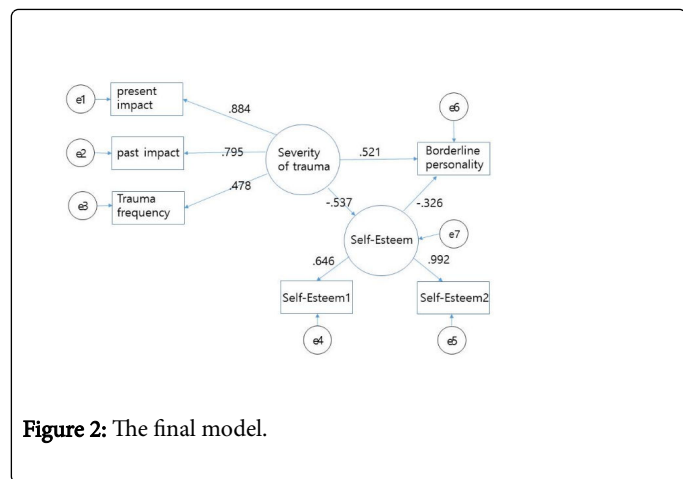 e1
present
impact
.884
e2
past impact
.795
e3
Trauma
frequency
.478
Severity
of trauma
.521
e6
Borderline
personality
-.537
-.326
Self-Esteem
e7
.646
.992
Self-Esteem1
Self-Esteem2
e4
e5
Figure 2: The final model.